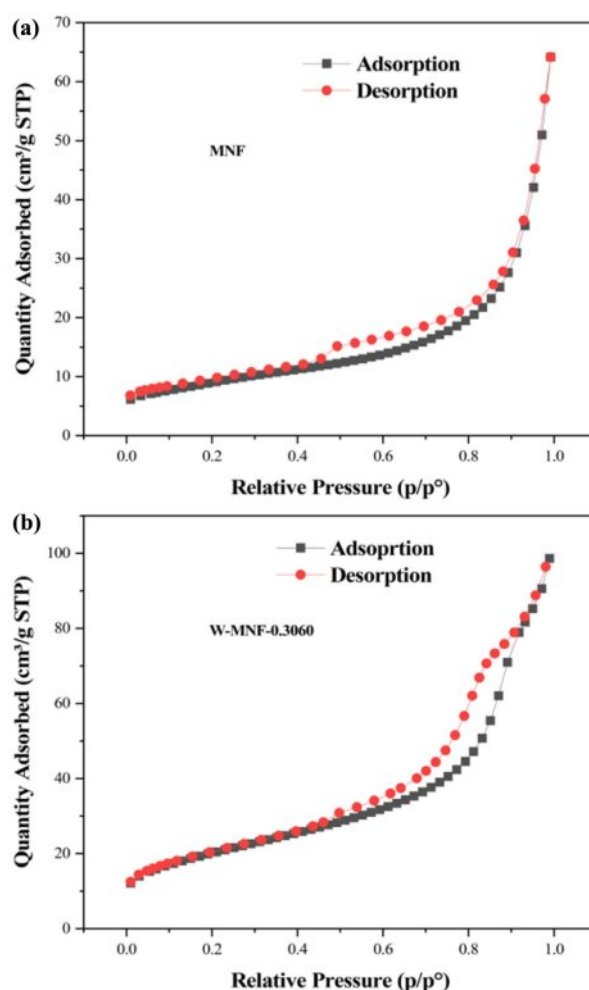 (a)
70
60
50
40
30
20
10
0
Quantity Adsorbed (cm³/g STP)
Adsorption
Desorption
MNF
0.0 0.2 0.4 0.6 0.8 1.0
Relative Pressure (p/p°)
(b)
100
80
60
40
20
0
Quantity Adsorbed (cm³/g STP)
Adsoprtion
Desorption
W-MNF-0.3060
0.0 0.2 0.4 0.6 0.8 1.0
Relative Pressure (p/p°)